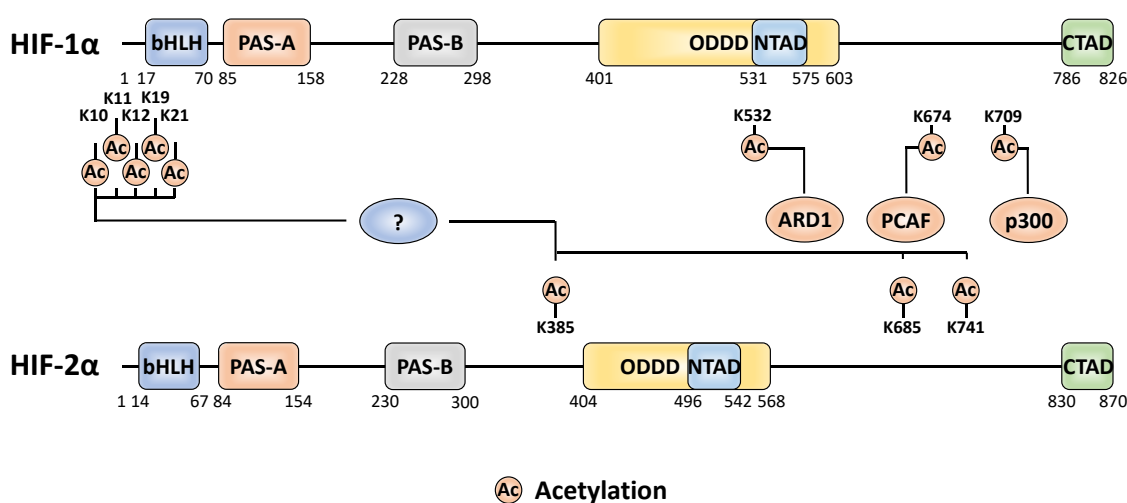 HIF-1α bHLH PAS-A PAS-B ODDD NTAD CTAD
1 17 70 85 158 228 298 401 531 575 603 786 826
K11 K19
K10 K12 K21
K532 K674 K709
Ac Ac Ac Ac Ac
Ac Ac Ac
? ARD1 PCAF p300
Ac Ac Ac
K385 K685 K741
HIF-2α bHLH PAS-A PAS-B ODDD NTAD CTAD
1 14 67 84 154 230 300 404 496 542 568 830 870
Ac Acetylation